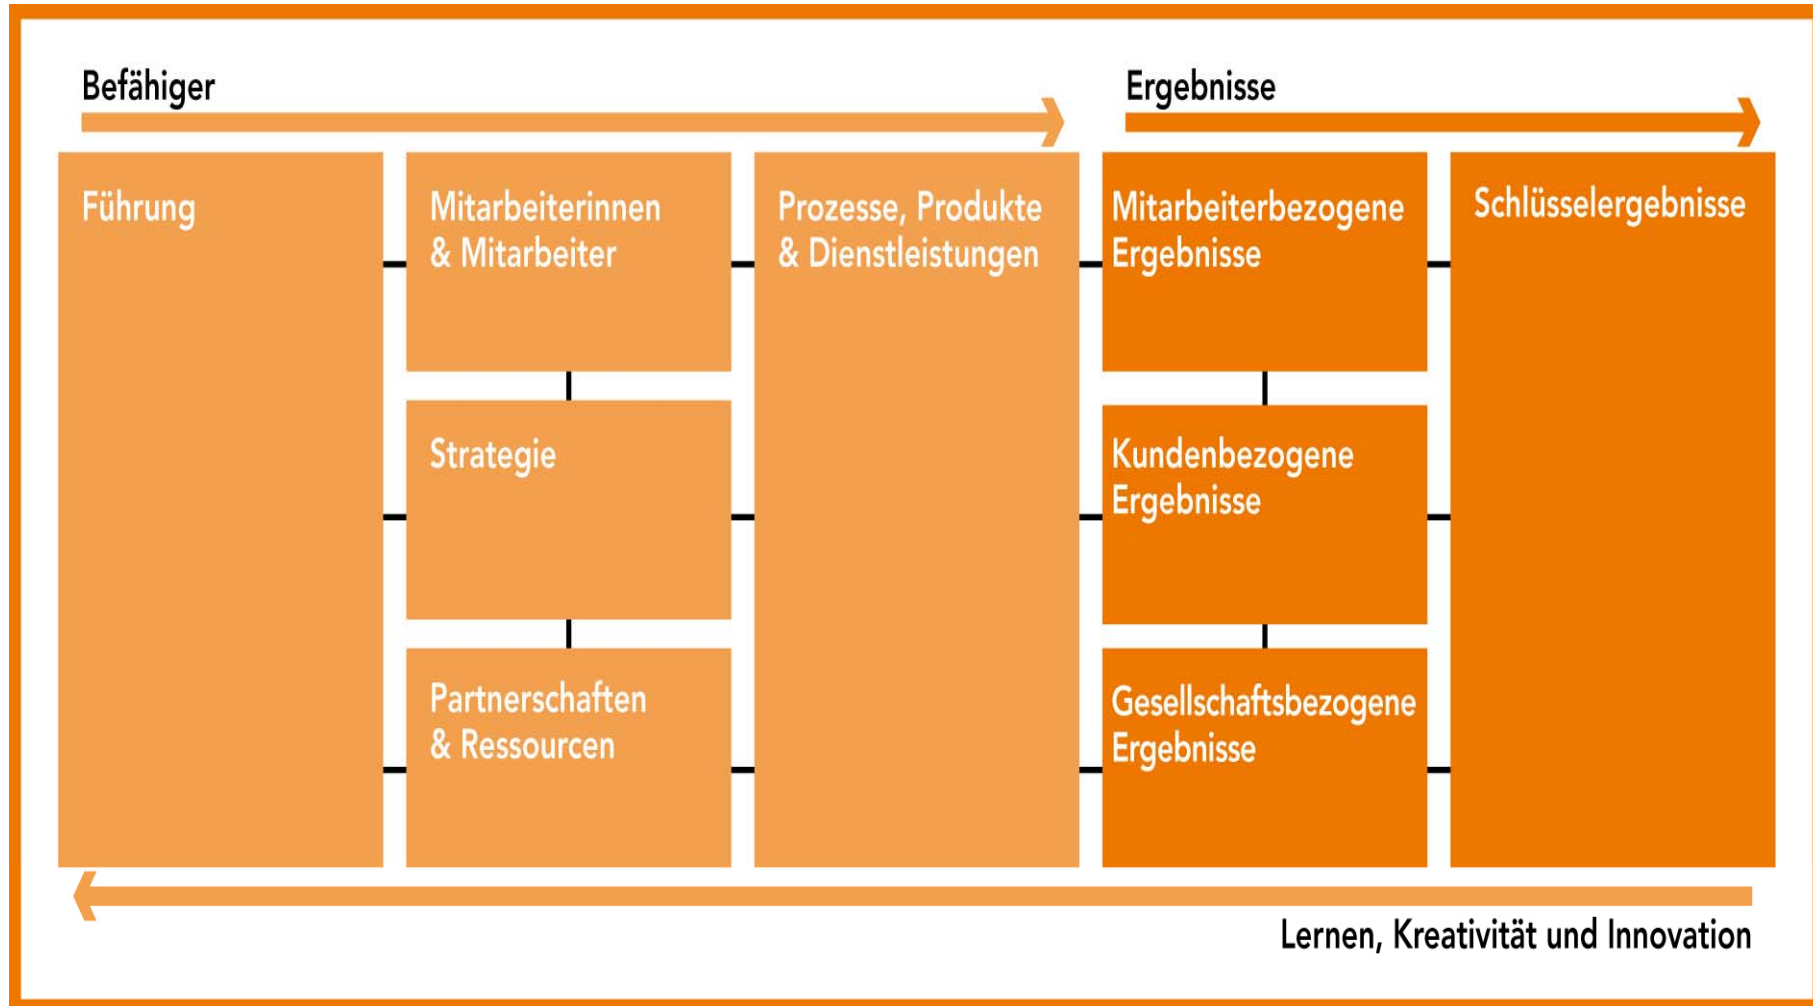 Befähiger
Ergebnisse
Führung
Mitarbeiterinnen
& Mitarbeiter
Strategie
Partnerschaften
& Ressourcen
Prozesse, Produkte
& Dienstleistungen
Mitarbeiterbezogene
Ergebnisse
Kundenbezogene
Ergebnisse
Gesellschaftsbezogene
Ergebnisse
Schlüsselergebnisse
Lernen, Kreativität und Innovation